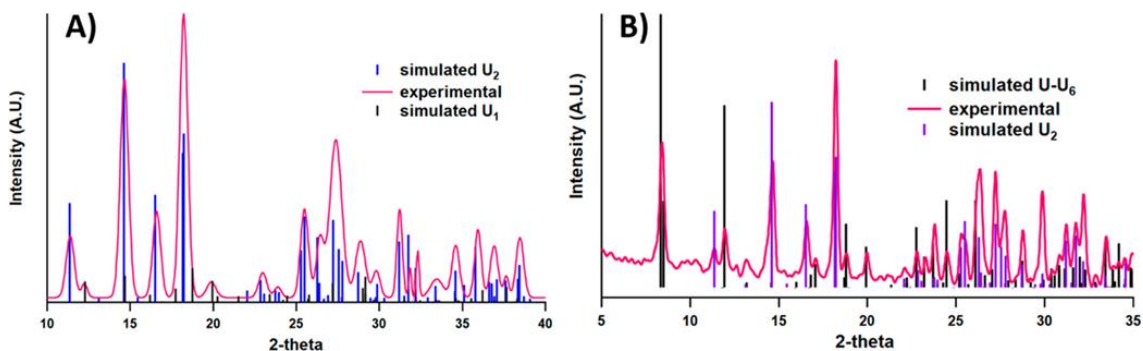 A)
simulated U2
experimental
simulated U1
Intensity (A.U.)
10 15 20 25 30 35 40
2-theta
B)
simulated U-U6
experimental
simulated U2
Intensity (A.U.)
5 10 15 20 25 30 35
2-theta